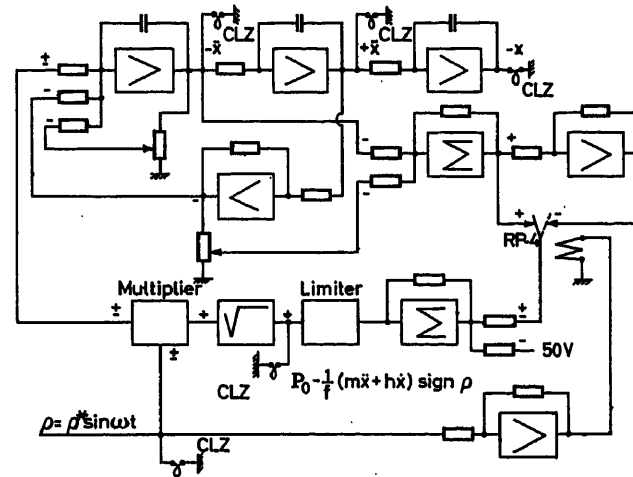 CLZ
CLZ
± -ẍ +ẍ -x
CLZ
-
-
-
-
+
-
+ -
RP-4
Multiplier
Limiter
± + + ±
±
-
50V
P₀-1/f (mẍ+hẋ) sign ρ
CLZ
ρ=ρ*sinωt
CLZ